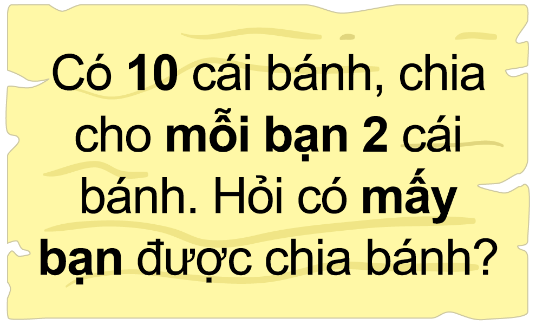 Có 10 cái bánh, chia
cho mỗi bạn 2 cái
bánh. Hỏi có mấy
bạn được chia bánh?